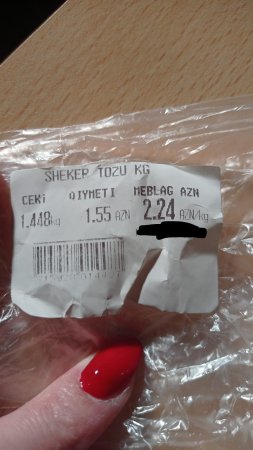 SHEKER TOZU KG
CEKİ QIYMETI MEBLAG AZN
1.448kg 1.55 AZN 2.24 AZN/kg